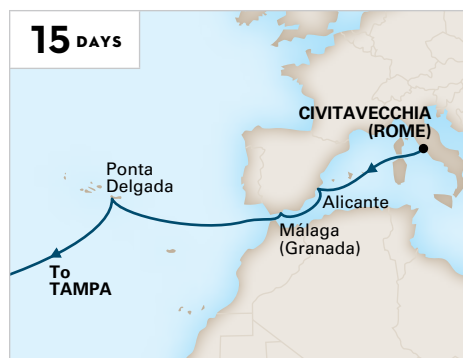 15 DAYS
CIVITAVECCHIA
(ROME)
Ponta
Delgada
Alicante
Málaga
(Granada)
To
TAMPA